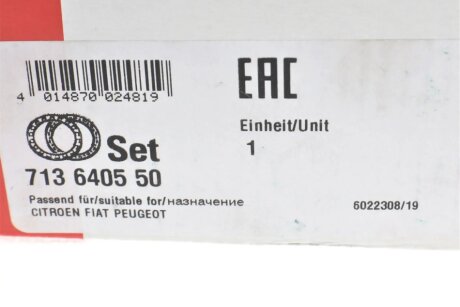 4 014870 024819
EAC
Set
Einheit/Unit
1
713 6405 50
Passend für/suitable for/назначение
CITROEN FIAT PEUGEOT
6022308/19